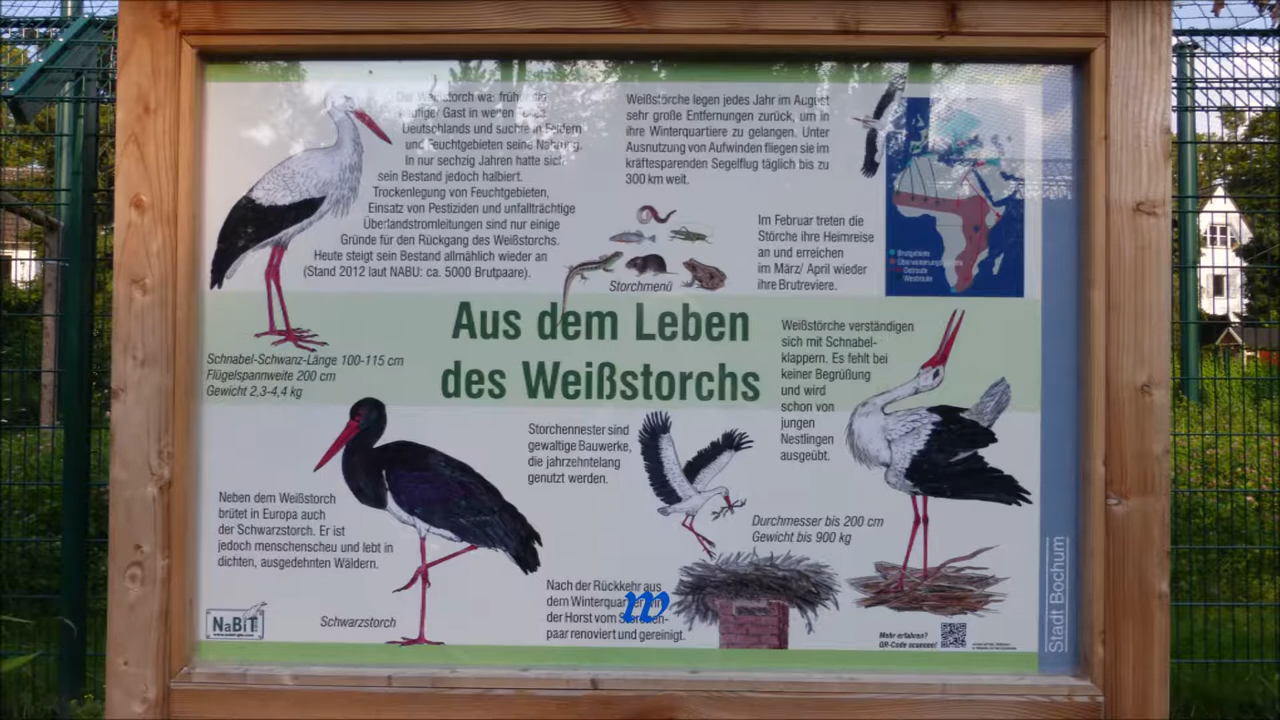 Der Weißstorch war früher ein
häufiger Gast in weiten Teilen
Deutschlands und suchte in Feldern
und Feuchtgebieten seine Nahrung.
In nur sechzig Jahren hatte sich
sein Bestand jedoch halbiert.
Trockenlegung von Feuchtgebieten,
Einsatz von Pestiziden und unfallträchtige
Überlandstromleitungen sind nur einige
Gründe für den Rückgang des Weißstorchs.
Heute steigt sein Bestand allmählich wieder an
(Stand 2012 laut NABU: ca. 5000 Brutpaare).
Weißstörche legen jedes Jahr im August
sehr große Entfernungen zurück, um in
ihre Winterquartiere zu gelangen. Unter
Ausnutzung von Aufwinden fliegen sie im
kräftesparenden Segelflug täglich bis zu
300 km weit.
Im Februar treten die
Störche ihre Heimreise
an und erreichen
im März/ April wieder
ihre Brutreviere.
Brutgebiete
Ostroute
Westroute
Storchmenü
Aus dem Leben
des Weißstorchs
Schnabel-Schwanz-Länge 100-115 cm
Flügelspannweite 200 cm
Gewicht 2,3-4,4 kg
Weißstörche verständigen
sich mit Schnabel-
klappern. Es fehlt bei
keiner Begrüßung
und wird
schon von
jungen
Nestlingen
ausgeübt.
Storchennester sind
gewaltige Bauwerke,
die jahrzehntelang
genutzt werden.
Durchmesser bis 200 cm
Gewicht bis 900 kg
Neben dem Weißstorch
brütet in Europa auch
der Schwarzstorch. Er ist
jedoch menschenscheu und lebt in
dichten, ausgedehnten Wäldern.
Schwarzstorch
Nach der Rückkehr aus
dem Winterquartier wird
der Horst vom Storchen-
paar renoviert und gereinigt.
w
NaBiT
Mehr erfahren?
QR-Code scannen!
Stadt Bochum